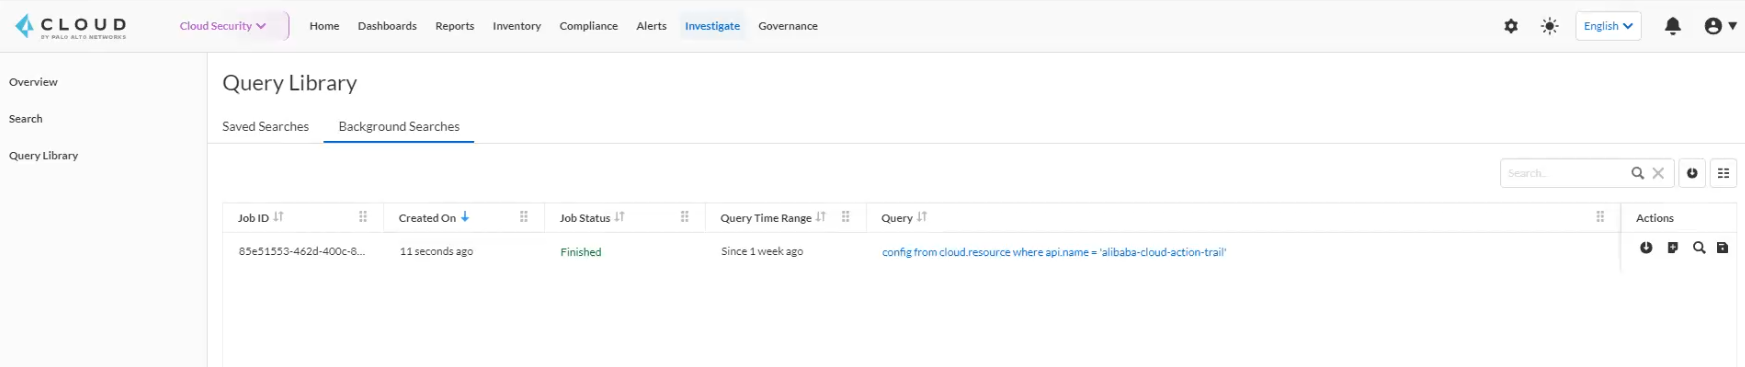 CLOUD
BY PALO ALTO NETWORKS
Cloud Security
Home
Dashboards
Reports
Inventory
Compliance
Alerts
Investigate
Governance
English
Overview
Search
Query Library
Query Library
Saved Searches
Background Searches
Search...
Job ID
Created On
Job Status
Query Time Range
Query
Actions
85e51553-462d-400c-8...
11 seconds ago
Finished
Since 1 week ago
config from cloud.resource where api.name = 'alibaba-cloud-action-trail'